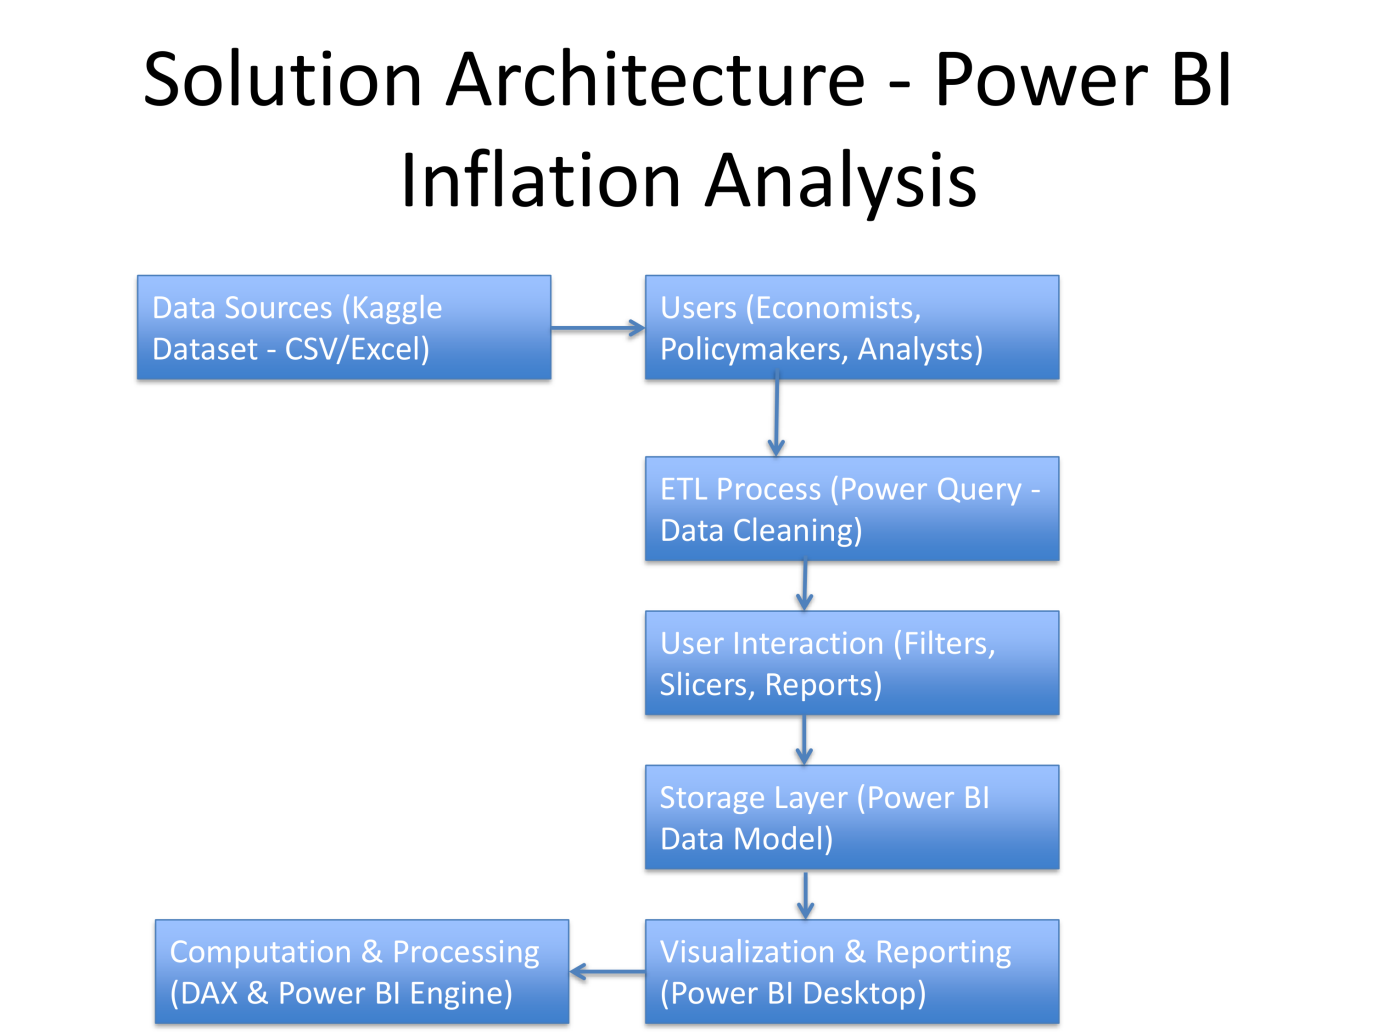 Solution Architecture - Power BI
Inflation Analysis
Data Sources (Kaggle
Dataset - CSV/Excel)
Users (Economists,
Policymakers, Analysts)
ETL Process (Power Query -
Data Cleaning)
User Interaction (Filters,
Slicers, Reports)
Storage Layer (Power BI
Data Model)
Computation & Processing
(DAX & Power BI Engine)
Visualization & Reporting
(Power BI Desktop)